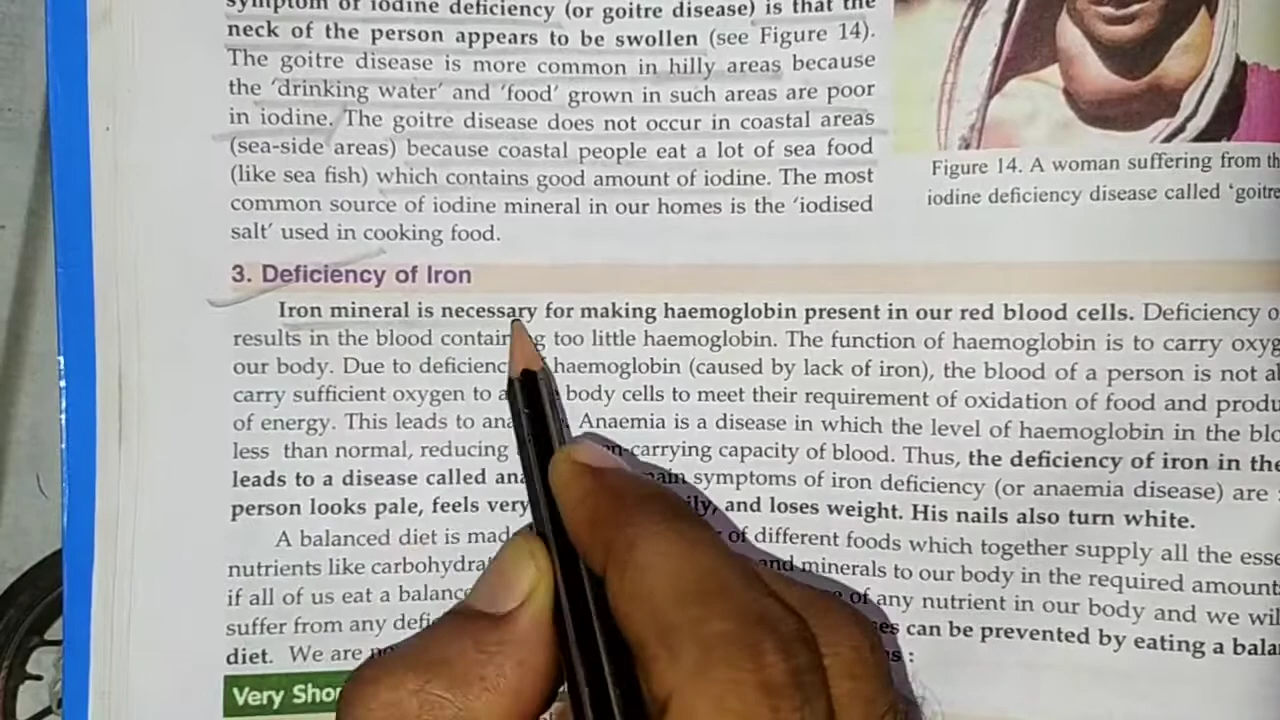 symptom of iodine deficiency (or goitre disease) is that the
neck of the person appears to be swollen (see Figure 14).
The goitre disease is more common in hilly areas because
the 'drinking water' and 'food' grown in such areas are poor
in iodine. The goitre disease does not occur in coastal areas
(sea-side areas) because coastal people eat a lot of sea food
(like sea fish) which contains good amount of iodine. The most
common source of iodine mineral in our homes is the 'iodised
salt' used in cooking food.
Figure 14. A woman suffering from th
iodine deficiency disease called 'goitre
3. Deficiency of Iron
Iron mineral is necessary for making haemoglobin present in our red blood cells. Deficiency o
results in the blood contain g too little haemoglobin. The function of haemoglobin is to carry oxyg
our body. Due to deficienc haemoglobin (caused by lack of iron), the blood of a person is not a
carry sufficient oxygen to a body cells to meet their requirement of oxidation of food and produ
of energy. This leads to ana Anaemia is a disease in which the level of haemoglobin in the blo
less than normal, reducing n-carrying capacity of blood. Thus, the deficiency of iron in the
leads to a disease called ana ain symptoms of iron deficiency (or anaemia disease) are
person looks pale, feels very ily, and loses weight. His nails also turn white.
A balanced diet is mad of different foods which together supply all the esse
nutrients like carbohydra and minerals to our body in the required amount
if all of us eat a balance of any nutrient in our body and we wil
suffer from any defi es can be prevented by eating a bala
diet. We are s :
Very Shor